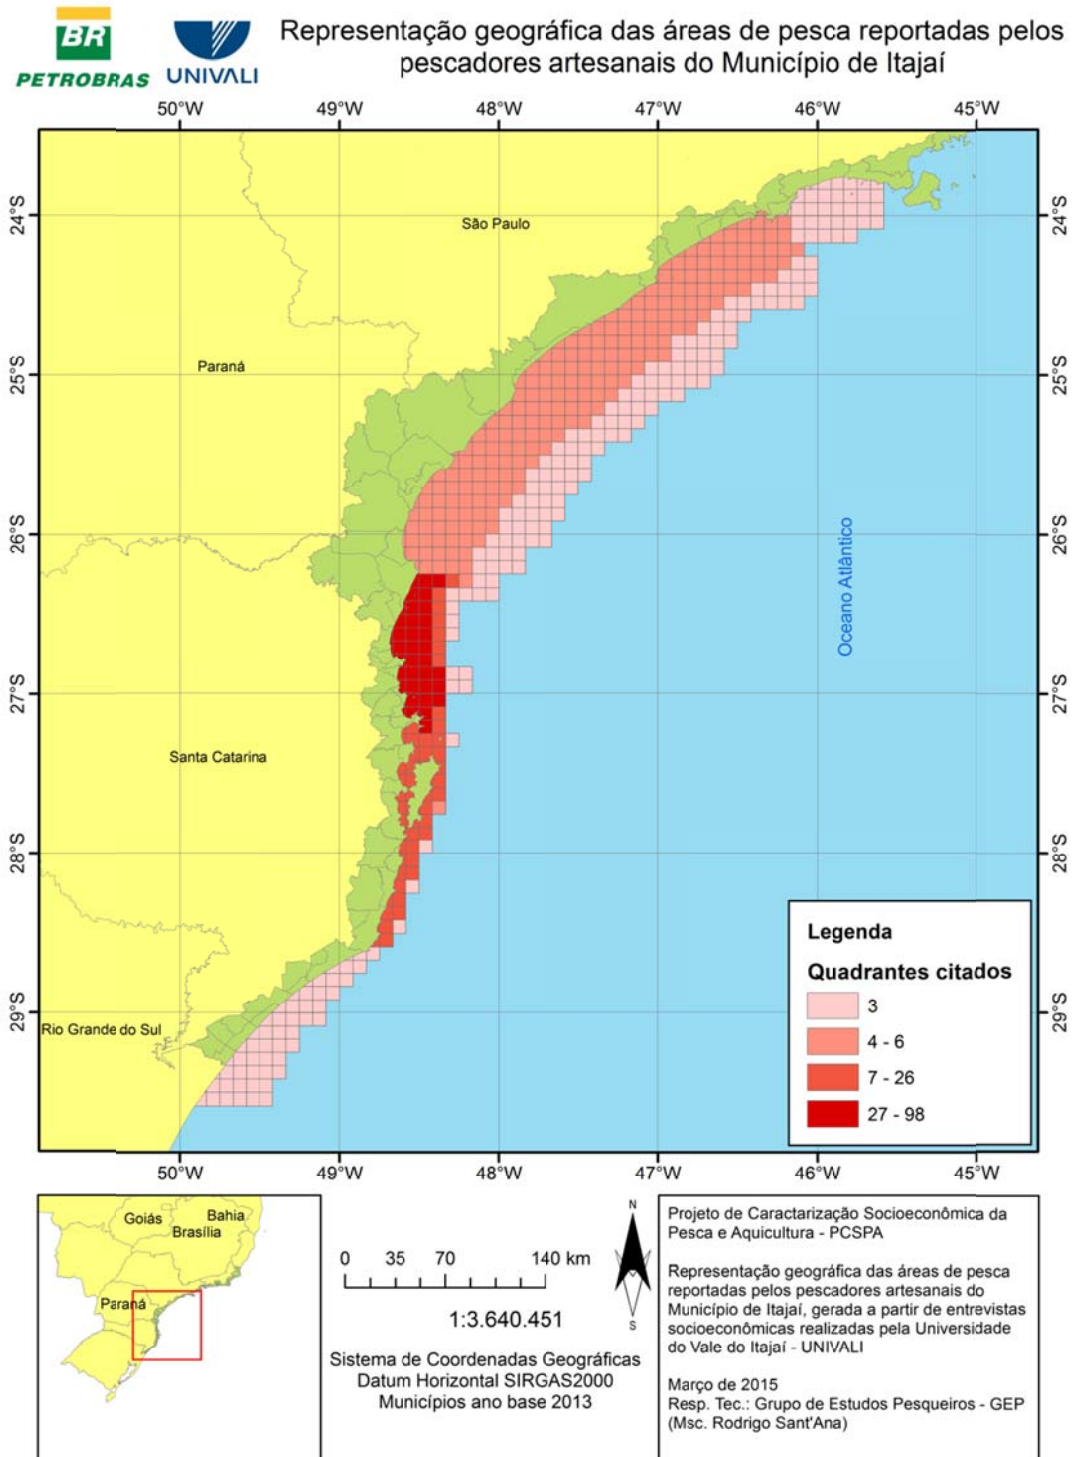 BR
PETROBRAS
UNIVALI
Representação geográfica das áreas de pesca reportadas pelos
pescadores artesanais do Município de Itajaí
50°W 49°W 48°W 47°W 46°W 45°W
24°S 24°S
São Paulo
Paraná
25°S 25°S
26°S 26°S
Oceano Atlântico
27°S 27°S
Santa Catarina
28°S 28°S
Legenda
Quadrantes citados
3
4 - 6
7 - 26
27 - 98
29°S 29°S
Rio Grande do Sul
50°W 49°W 48°W 47°W 46°W 45°W
Goiás
Bahia
Brasília
Paraná
0 35 70 140 km
1:3.640.451
Sistema de Coordenadas Geográficas
Datum Horizontal SIRGAS2000
Municípios ano base 2013
N
S
Projeto de Caractarização Socioeconômica da
Pesca e Aquicultura - PCSPA
Representação geográfica das áreas de pesca
reportadas pelos pescadores artesanais do
Município de Itajaí, gerada a partir de entrevistas
socioeconômicas realizadas pela Universidade
do Vale do Itajaí - UNIVALI
Março de 2015
Resp. Tec.: Grupo de Estudos Pesqueiros - GEP
(Msc. Rodrigo Sant'Ana)